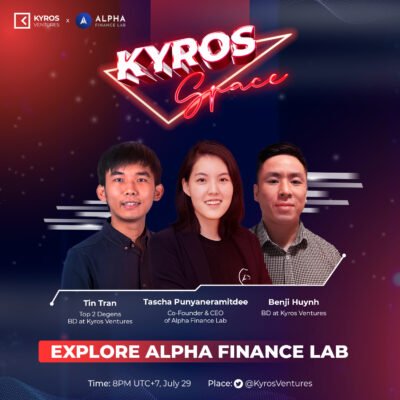 KYROS
VENTURES
x
ALPHA
FINANCE LAB
KYROS
Space
Tin Tran
Top 2 Degens
BD at Kyros Ventures
Tascha Punyaneramitdee
Co-Founder & CEO
of Alpha Finance Lab
Benji Huynh
BD at Kyros Ventures
EXPLORE ALPHA FINANCE LAB
Time: 8PM UTC+7, July 29
Place: @KyrosVentures